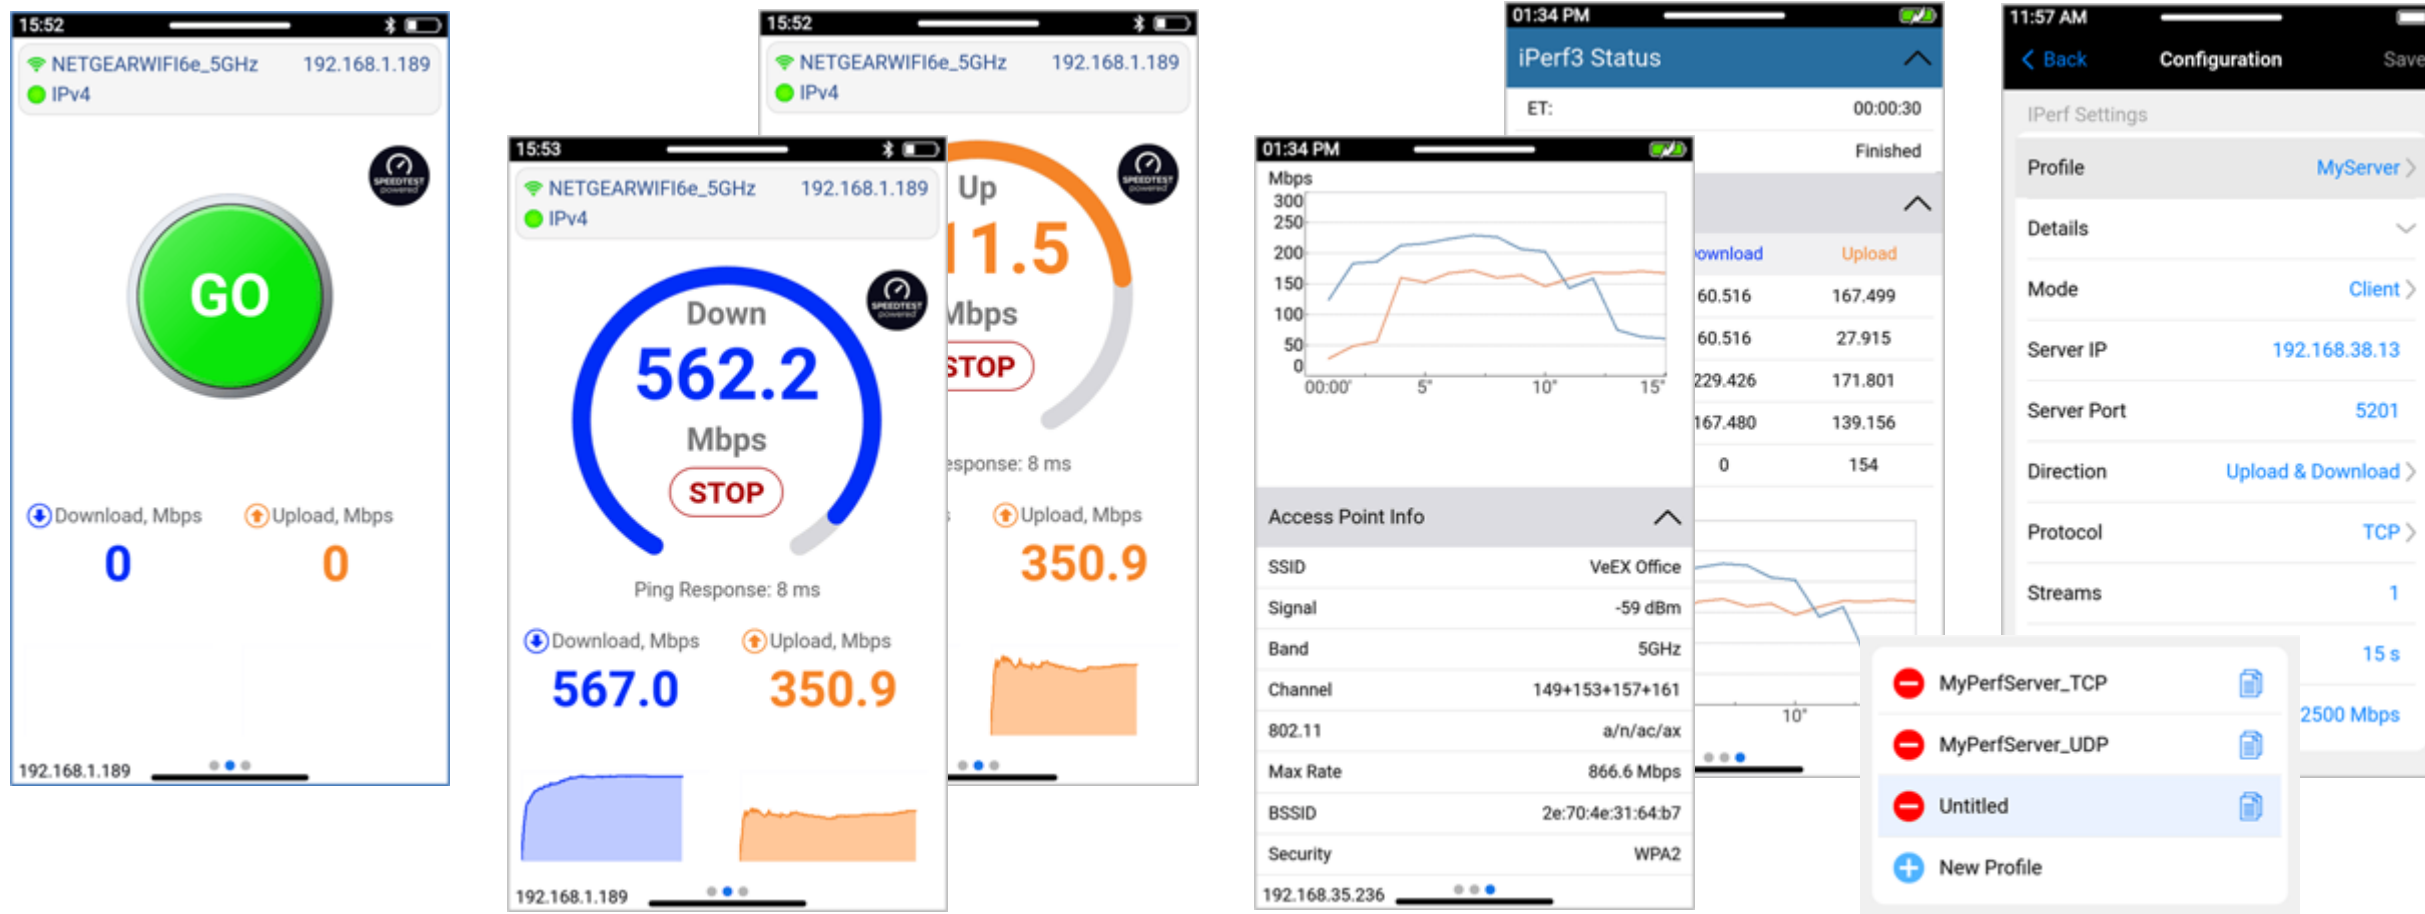 15:52
NETGEARWIFI6e_5GHz 192.168.1.189
IPv4
SPEEDTEST
powered
GO
Download, Mbps Upload, Mbps
0 0
192.168.1.189
15:53
NETGEARWIFI6e_5GHz 192.168.1.189
IPv4
SPEEDTEST
powered
Down
562.2
Mbps
STOP
Ping Response: 8 ms
Download, Mbps Upload, Mbps
567.0 350.9
192.168.1.189
15:52
NETGEARWIFI6e_5GHz 192.168.1.189
IPv4
SPEEDTEST
powered
Up
11.5
Mbps
STOP
esponse: 8 ms
Upload, Mbps
350.9
01:34 PM
Mbps
300
250
200
150
100
50
0
00:00" 5" 10" 15"
Access Point Info
SSID VeEX Office
Signal -59 dBm
Band 5GHz
Channel 149+153+157+161
802.11 a/n/ac/ax
Max Rate 866.6 Mbps
BSSID 2e:70:4e:31:64:b7
Security WPA2
192.168.35.236
01:34 PM
iPerf3 Status
ET: 00:00:30
Finished
ownload Upload
60.516 167.499
60.516 27.915
229.426 171.801
167.480 139.156
0 154
10"
11:57 AM
Back Configuration Save
IPerf Settings
Profile MyServer
Details
Mode Client
Server IP 192.168.38.13
Server Port 5201
Direction Upload & Download
Protocol TCP
Streams 1
15 s
2500 Mbps
MyPerfServer_TCP
MyPerfServer_UDP
Untitled
New Profile